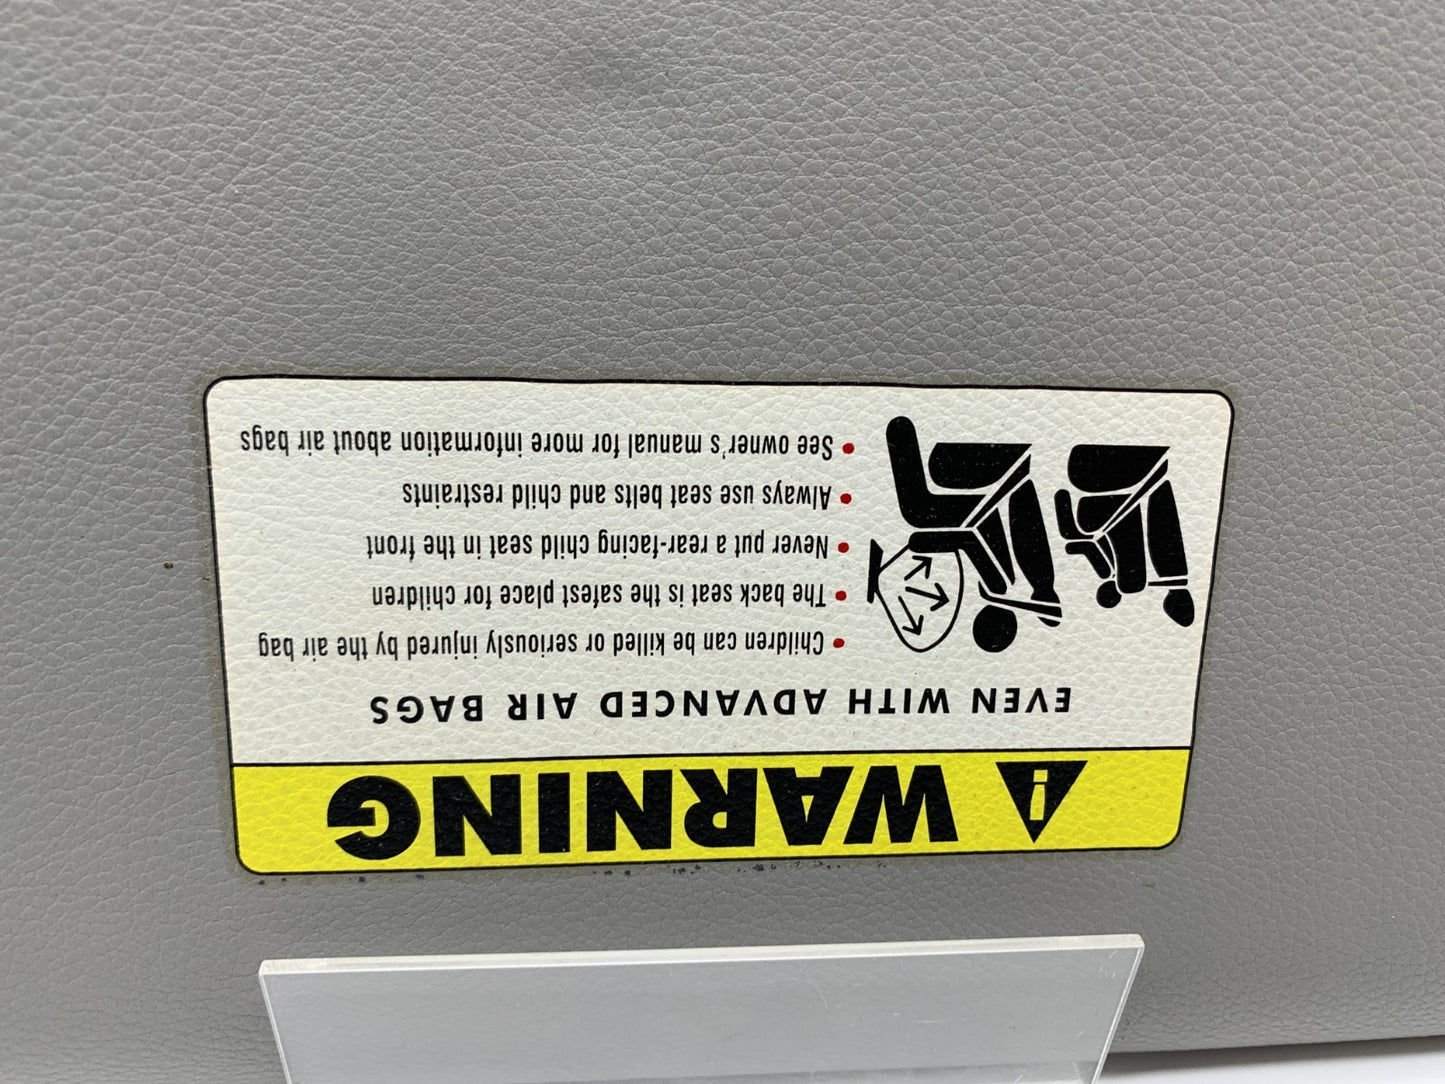 WARNING
EVEN WITH ADVANCED AIR BAGS
• Children can be killed or seriously injured by the air bag
• The back seat is the safest place for children
• Never put a rear-facing child seat in the front
• Always use seat belts and child restraints
• See owner's manual for more information about air bags